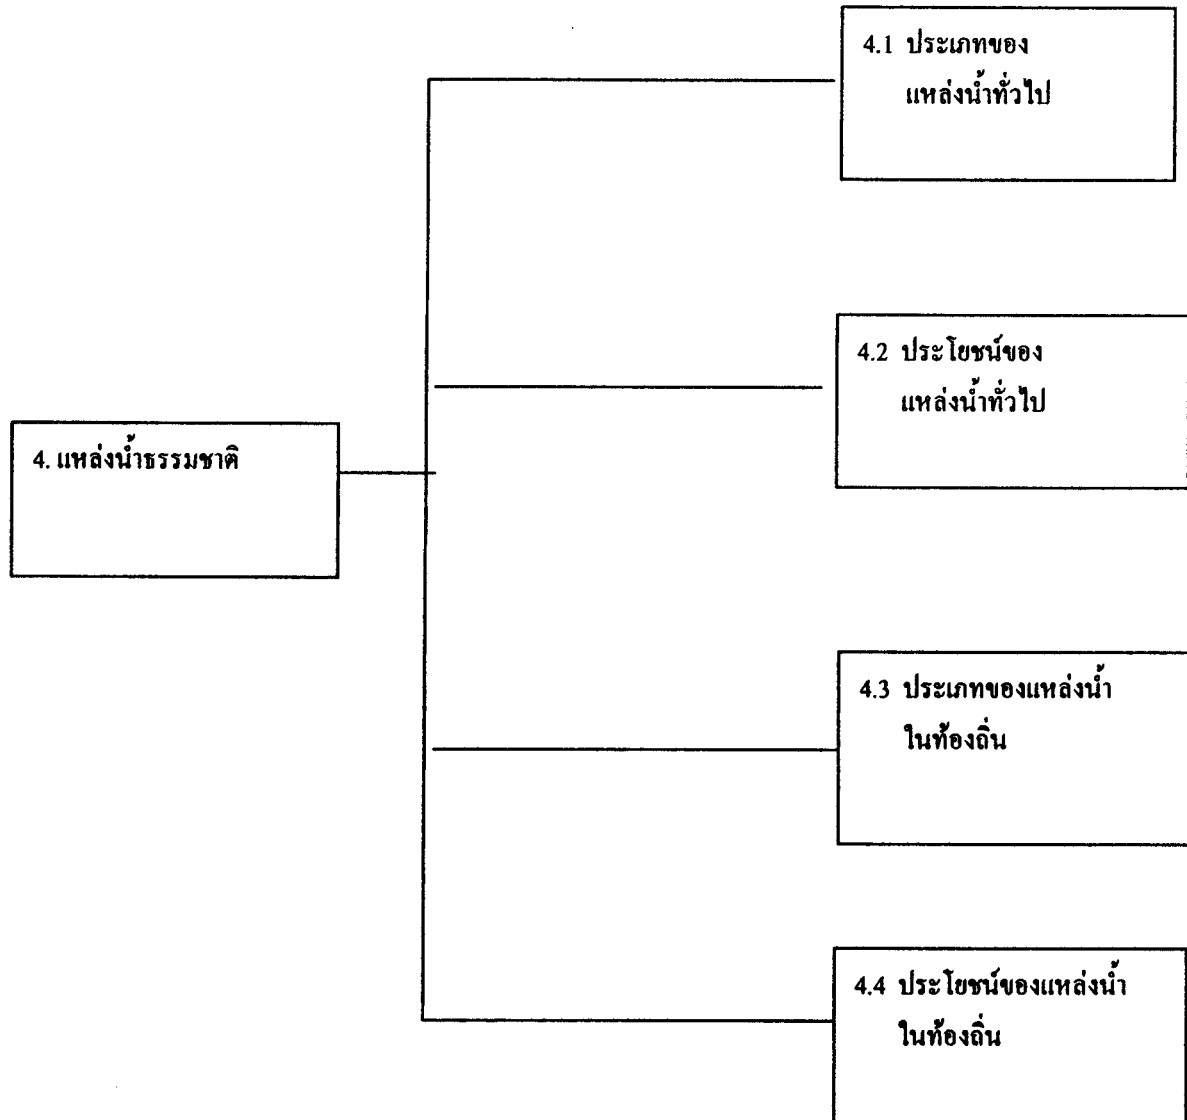 4.1 ประเภทของ
แหล่งน้ำทั่วไป
4.2 ประโยชน์ของ
แหล่งน้ำทั่วไป
4. แหล่งน้ำธรรมชาติ
4.3 ประเภทของแหล่งน้ำ
ในท้องถิ่น
4.4 ประโยชน์ของแหล่งน้ำ
ในท้องถิ่น